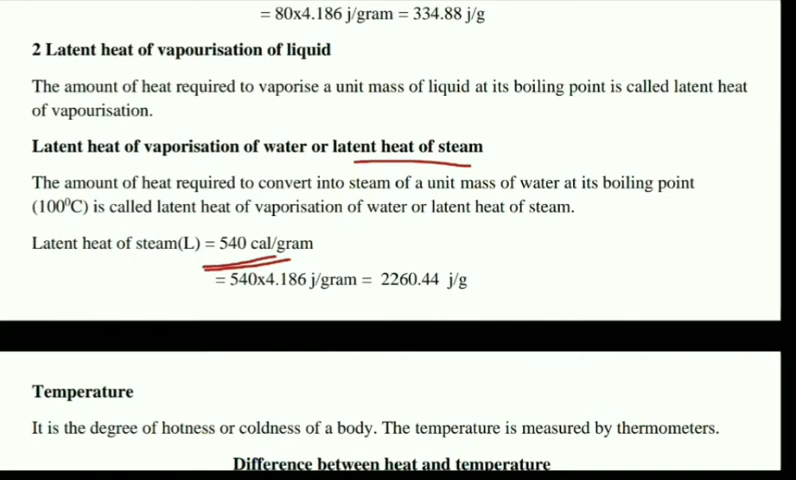 = 80x4.186 j/gram = 334.88 j/g
2 Latent heat of vapourisation of liquid
The amount of heat required to vaporise a unit mass of liquid at its boiling point is called latent heat
of vapourisation.
Latent heat of vaporisation of water or latent heat of steam
The amount of heat required to convert into steam of a unit mass of water at its boiling point
(100⁰C) is called latent heat of vaporisation of water or latent heat of steam.
Latent heat of steam(L) = 540 cal/gram
= 540x4.186 j/gram = 2260.44 j/g
Temperature
It is the degree of hotness or coldness of a body. The temperature is measured by thermometers.
Difference between heat and temperature